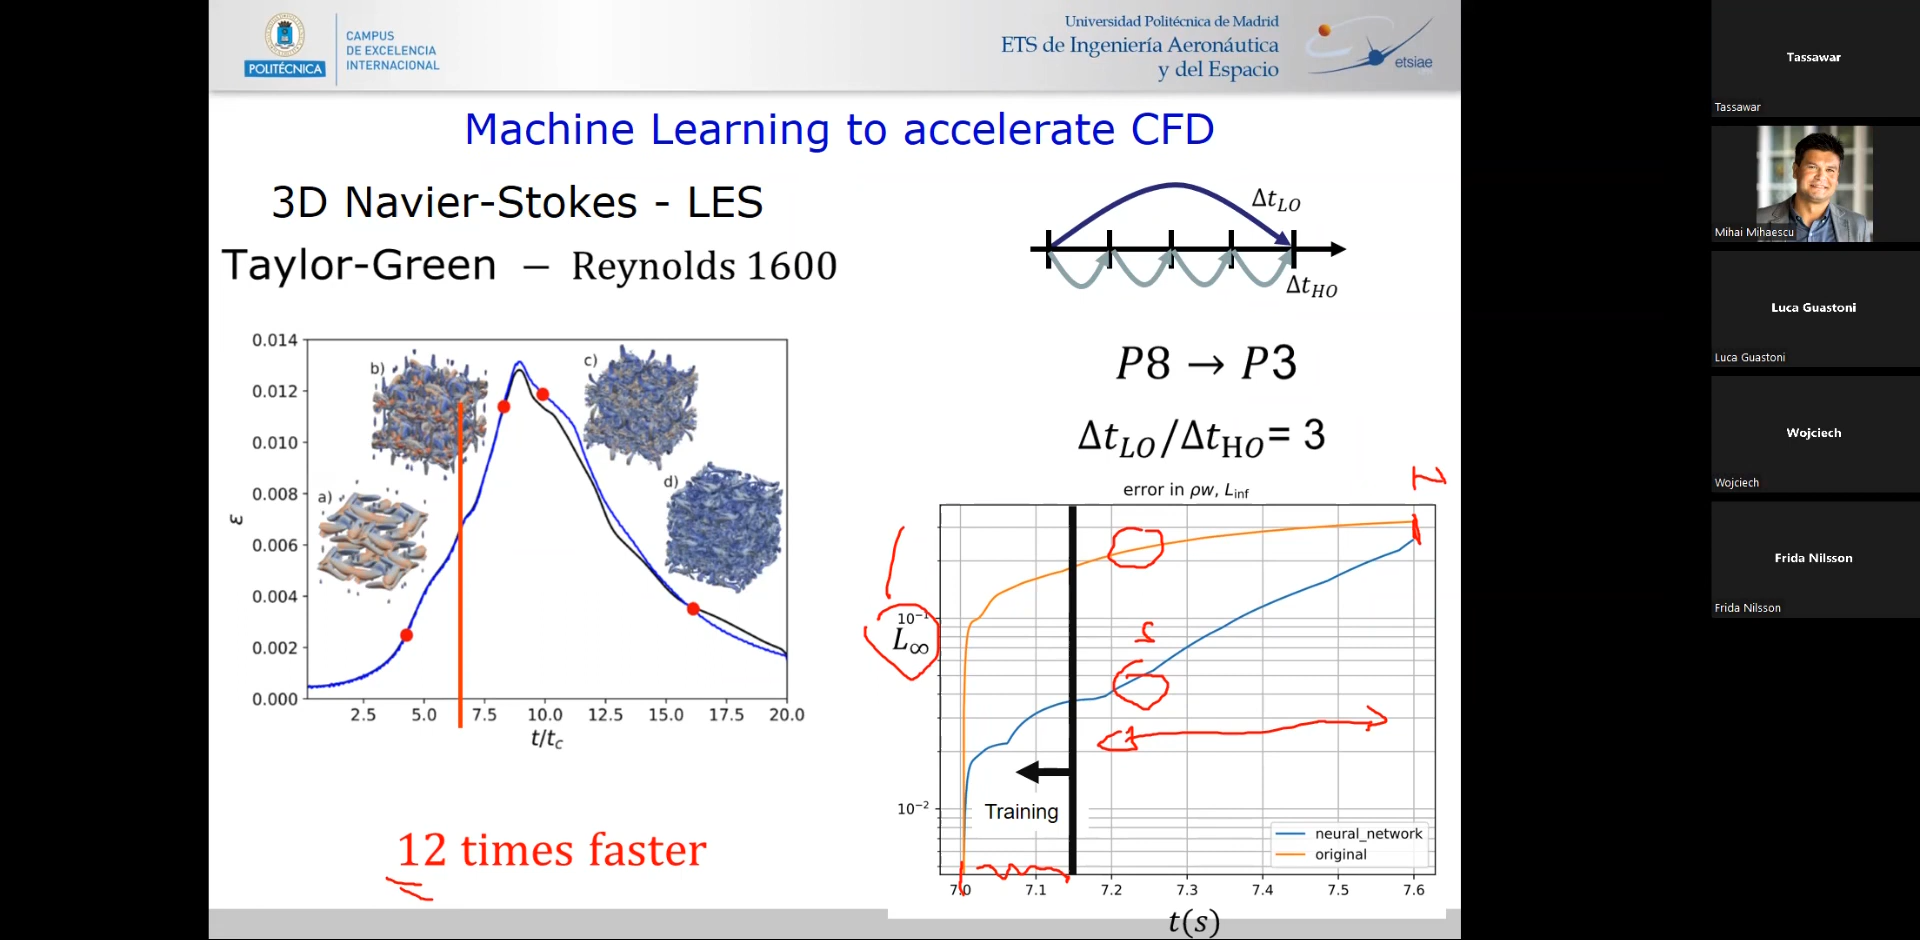 POLITÉCNICA
CAMPUS
DE EXCELENCIA
INTERNACIONAL
Universidad Politécnica de Madrid
ETS de Ingeniería Aeronáutica
y del Espacio
etsiae
Machine Learning to accelerate CFD
3D Navier-Stokes - LES
Taylor-Green – Reynolds 1600
0.014
0.012
0.010
0.008
0.006
0.004
0.002
0.000
ε
a)
b)
c)
d)
2.5 5.0 7.5 10.0 12.5 15.0 17.5 20.0
t/t_c
12 times faster
Δt_LO
Δt_HO
P8 → P3
Δt_LO/Δt_HO= 3
error in ρw, L_inf
10⁻¹
L∞
10⁻²
Training
neural_network
original
7.0 7.1 7.2 7.3 7.4 7.5 7.6
t(s)
Tassawar
Tassawar
Mihai Mihaescu
Luca Guastoni
Luca Guastoni
Wojciech
Wojciech
Frida Nilsson
Frida Nilsson